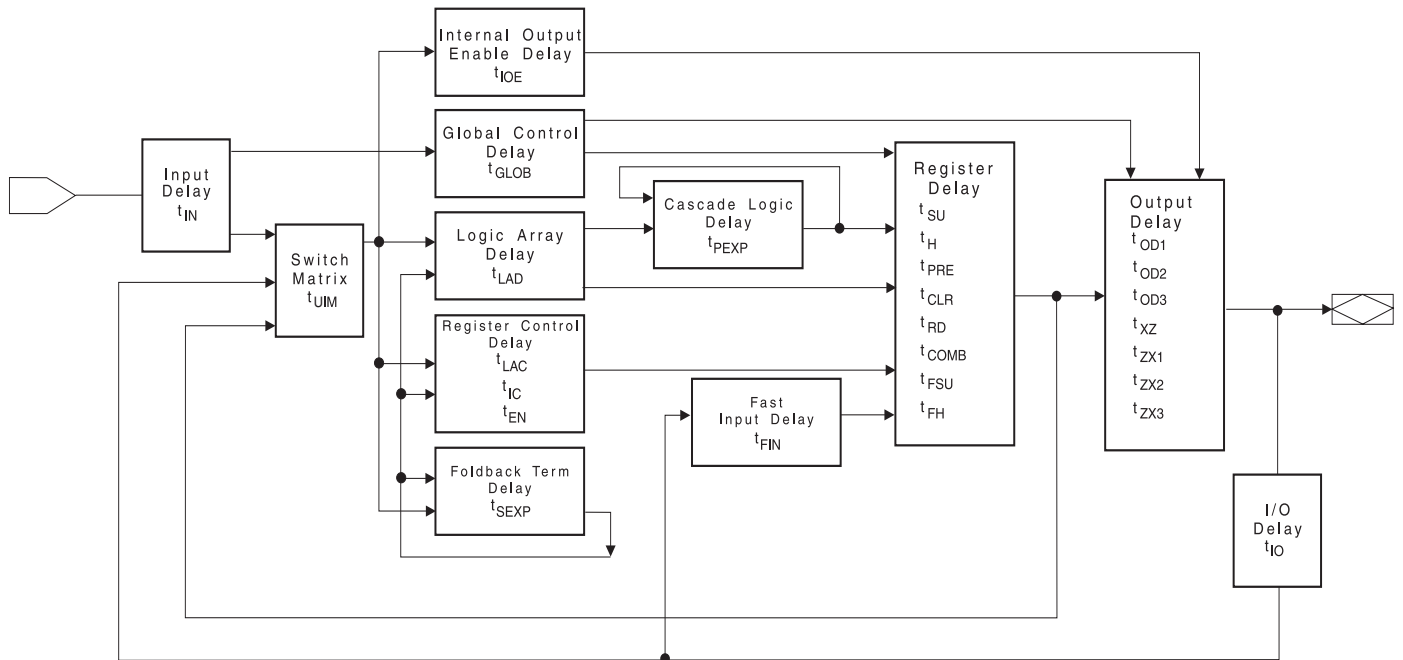 Input
Delay
tIN
Switch
Matrix
tUIM
Internal Output
Enable Delay
tIOE
Global Control
Delay
tGLOB
Logic Array
Delay
tLAD
Register Control
Delay
tLAC
tIC
tEN
Foldback Term
Delay
tSEXP
Cascade Logic
Delay
tPEXP
Fast
Input Delay
tFIN
Register
Delay
tSU
tH
tPRE
tCLR
tRD
tCOMB
tFSU
tFH
Output
Delay
tOD1
tOD2
tOD3
tXZ
tZX1
tZX2
tZX3
I/O
Delay
tIO